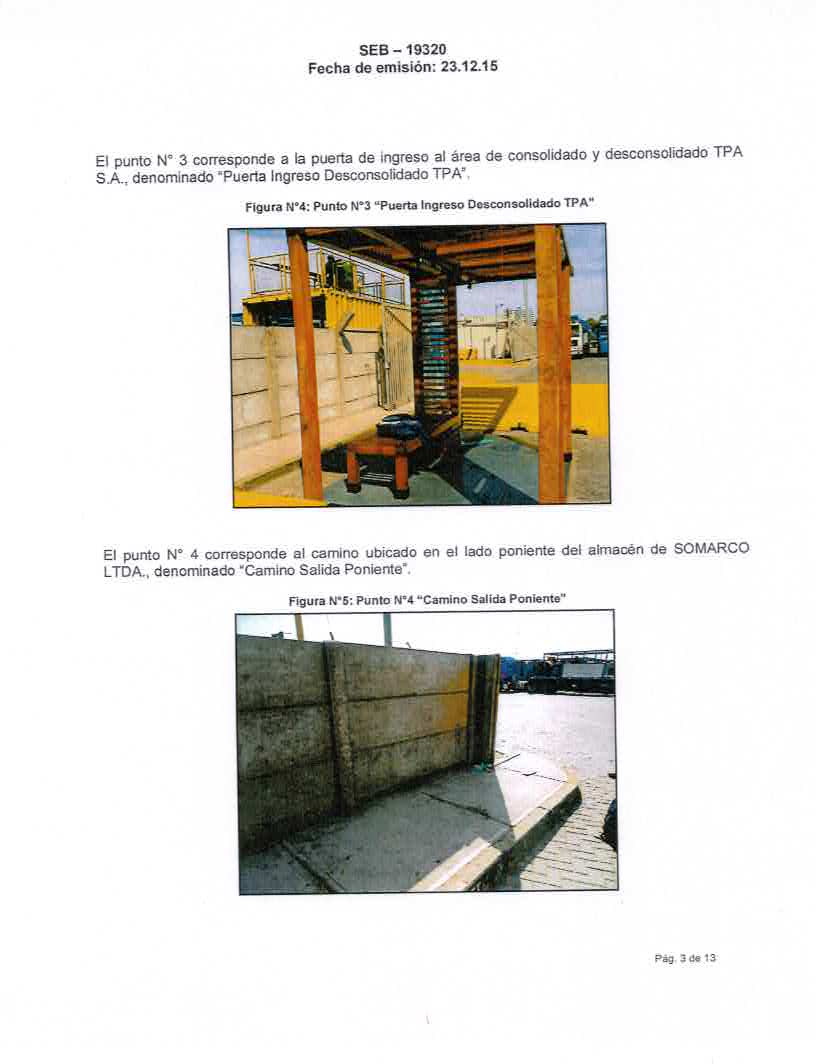 SEB – 19320
Fecha de emisión: 23.12.15
El punto N° 3 corresponde a la puerta de ingreso al área de consolidado y desconsolidado TPA
S.A., denominado "Puerta Ingreso Desconsolidado TPA".
Figura N°4: Punto N°3 "Puerta Ingreso Desconsolidado TPA"
El punto N° 4 corresponde al camino ubicado en el lado poniente del almacén de SOMARCO
LTDA., denominado "Camino Salida Poniente".
Figura N°5: Punto N°4 "Camino Salida Poniente"
Pág. 3 de 13